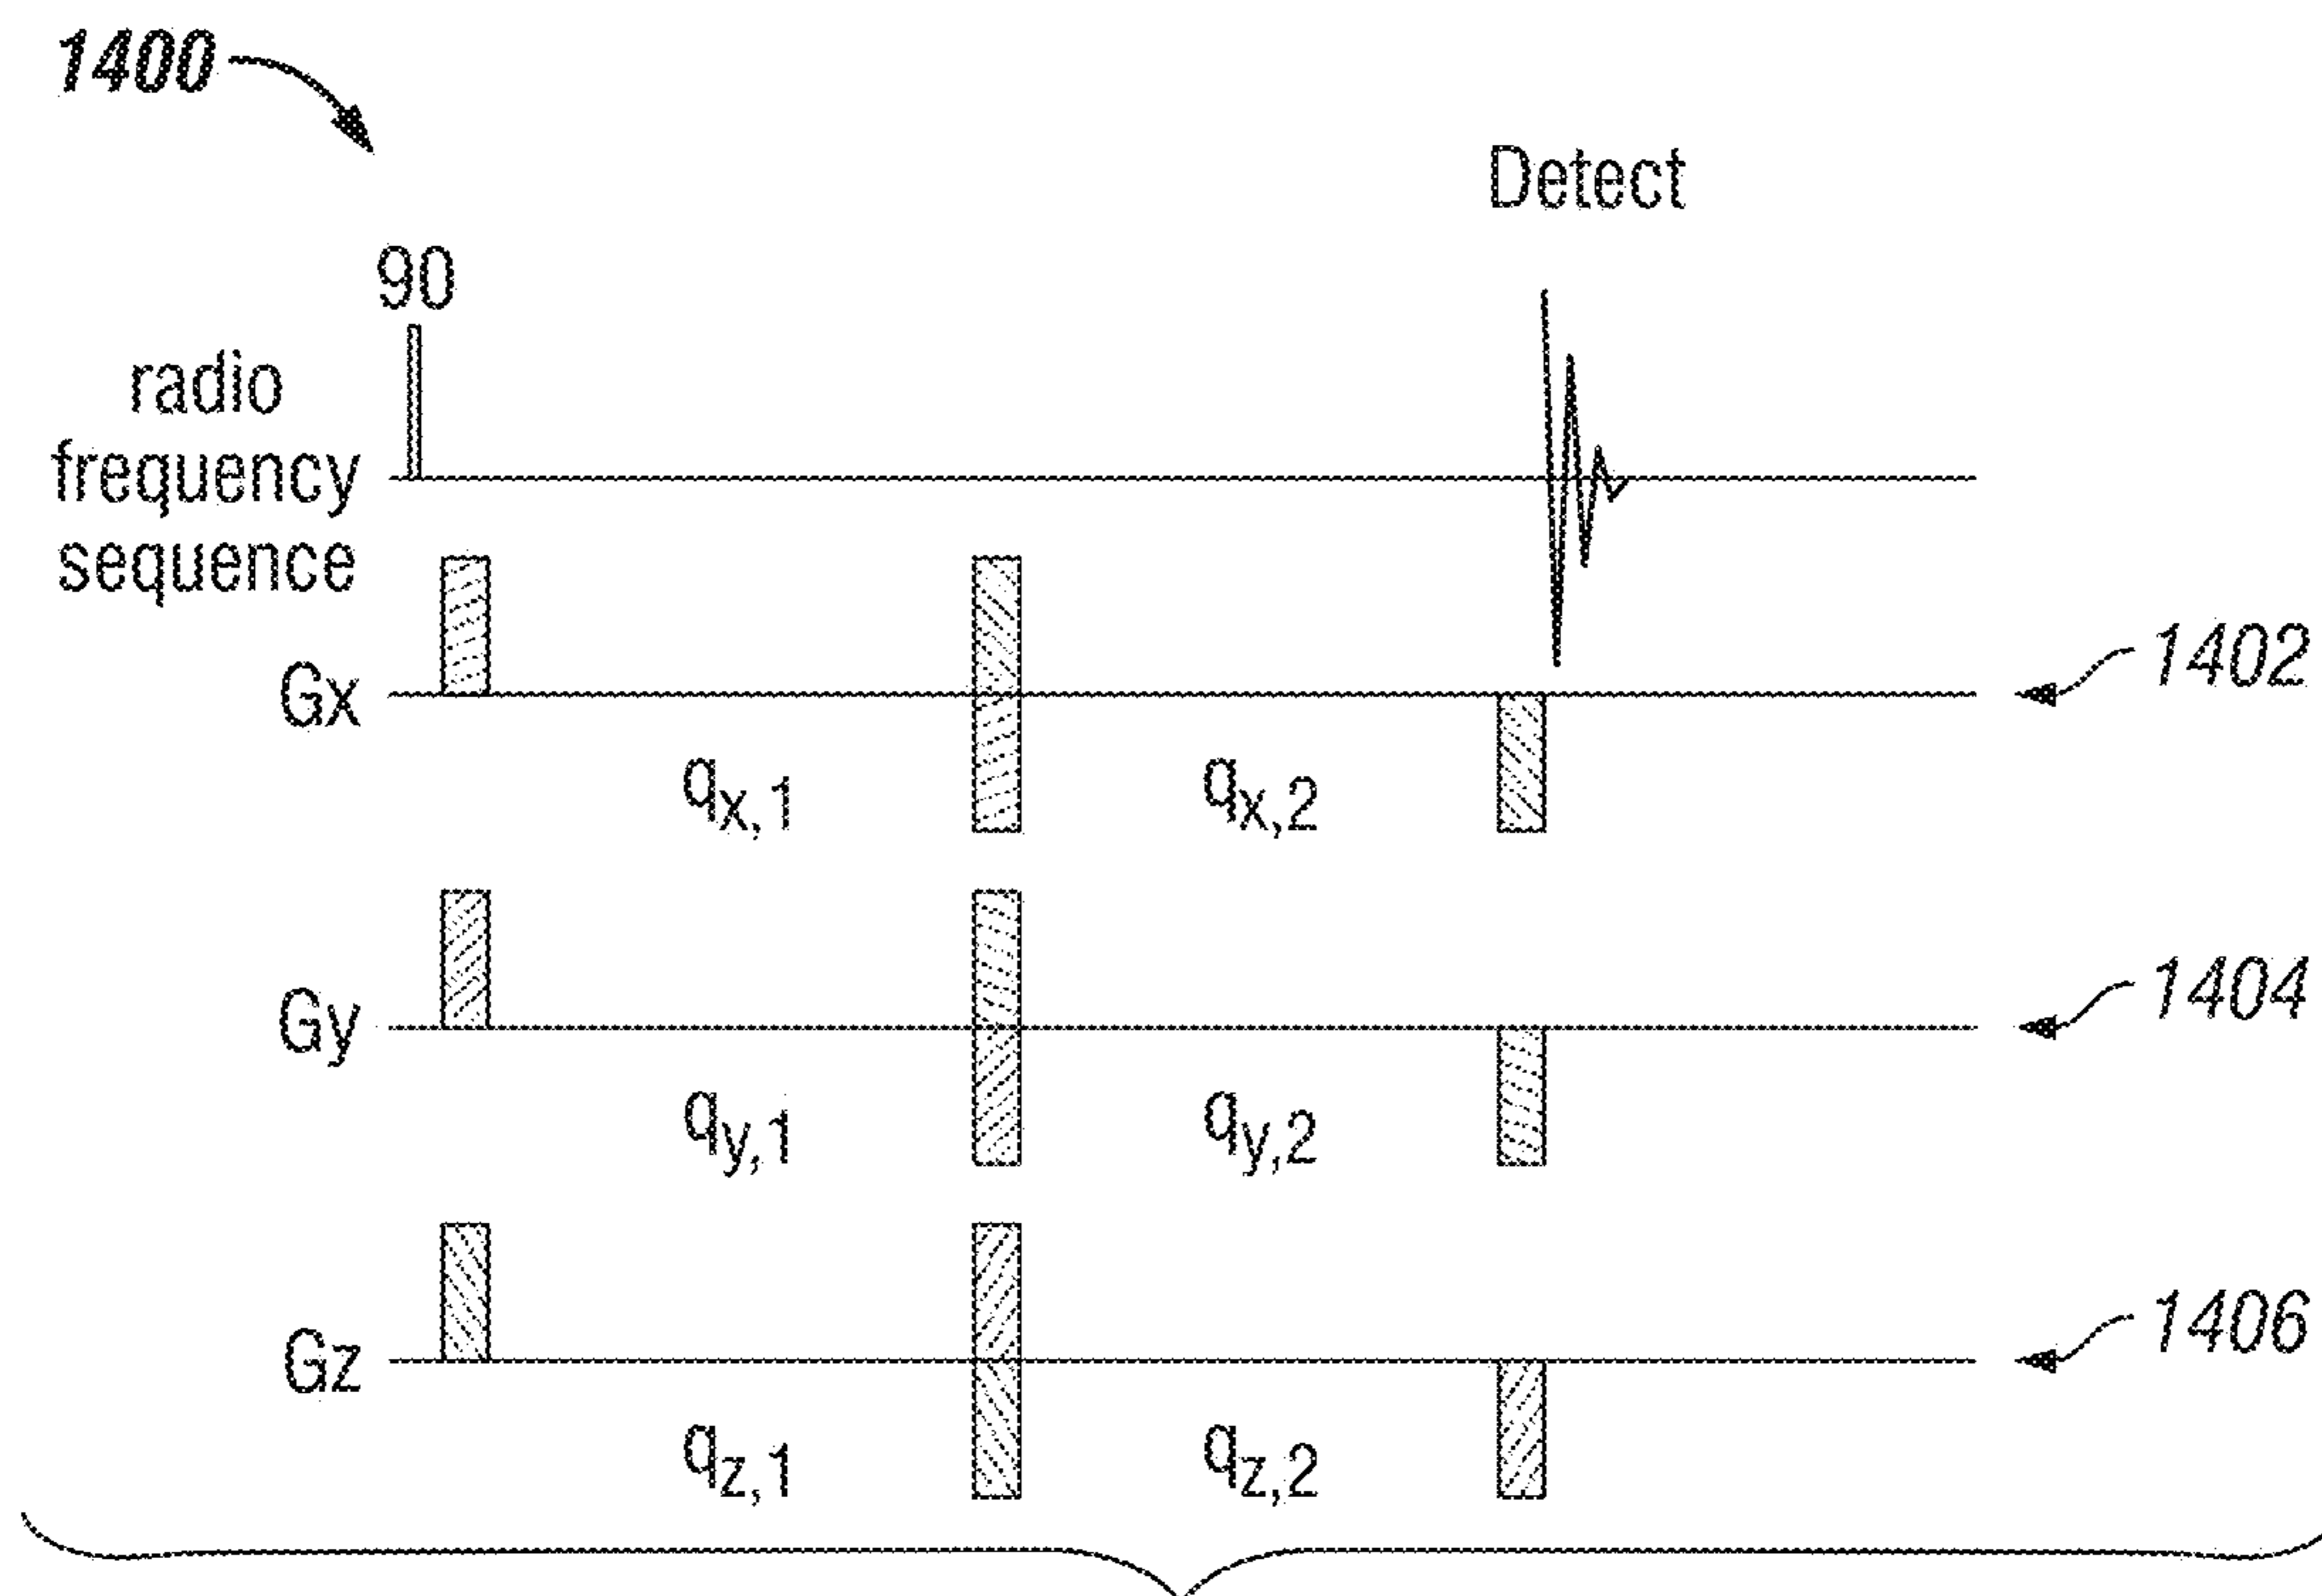 1400
Detect
90
radio
frequency
sequence
Gx
1402
qx,1
qx,2
Gy
1404
qy,1
qy,2
Gz
1406
qz,1
qz,2